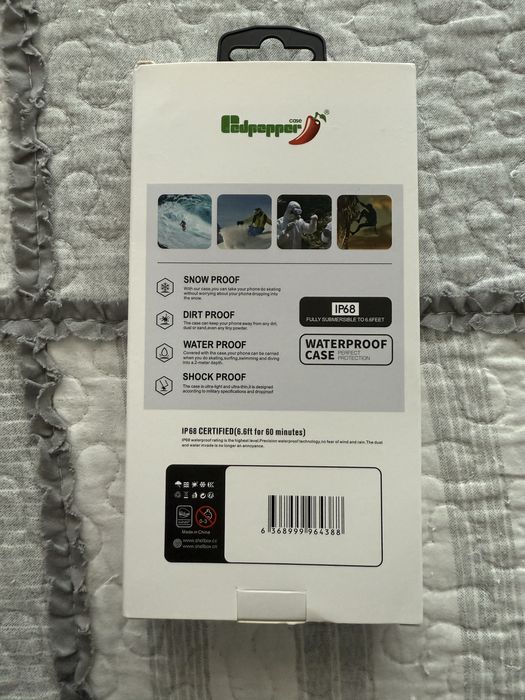 case
Redpepper
®
SNOW PROOF
With our case,you can take your phone do skating
without worrying about your phone dropping into
the snow.
DIRT PROOF
The case can keep your phone away from any dirt,
dust or sand,even any tiny powder.
WATER PROOF
Covered with the case,your phone can be carried
when you do skating,surfing,swimming and diving
into a 2-meter depth.
SHOCK PROOF
The case is ultra-light and ultra-thin,it is designed
according to military specifications and dropproof
IP68
FULLY SUBMERSIBLE TO 6.6FEET
WATERPROOF
CASE PERFECT
PROTECTION
IP68 CERTIFIED(6.6ft for 60 minutes)
IP68 waterproof rating is the highest level.Precision waterproof technology,no fear of wind and rain. The dust
and water invade is no longer an annoyance.
0-3
Made in China
www.shellbox.cc
www.shellbox.cn
6 368999 964388